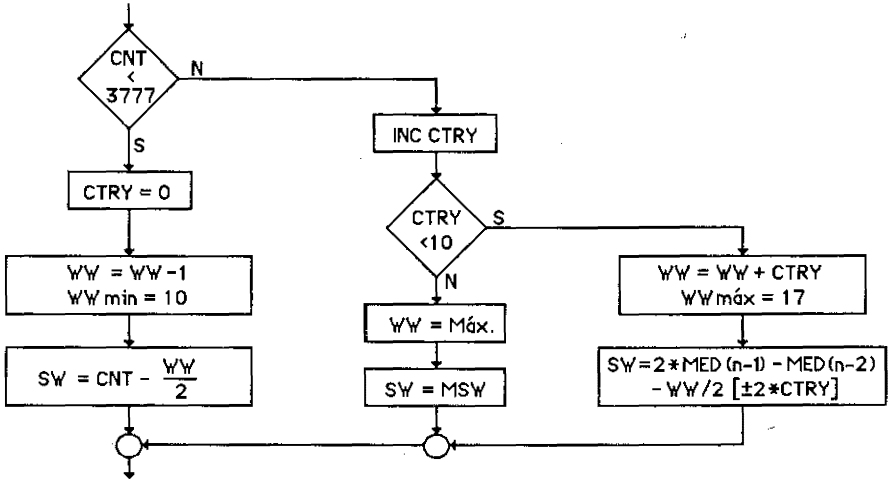 CNT
<
3777
N
S
INC CTRY
CTRY = 0
CTRY
<10
S
N
WW = WW-1
WW min = 10
WW = Máx.
WW = WW + CTRY
WW máx = 17
SW = CNT - WW/2
SW = MSW
SW=2*MED(n-1) - MED(n-2)
- WW/2 [±2*CTRY]